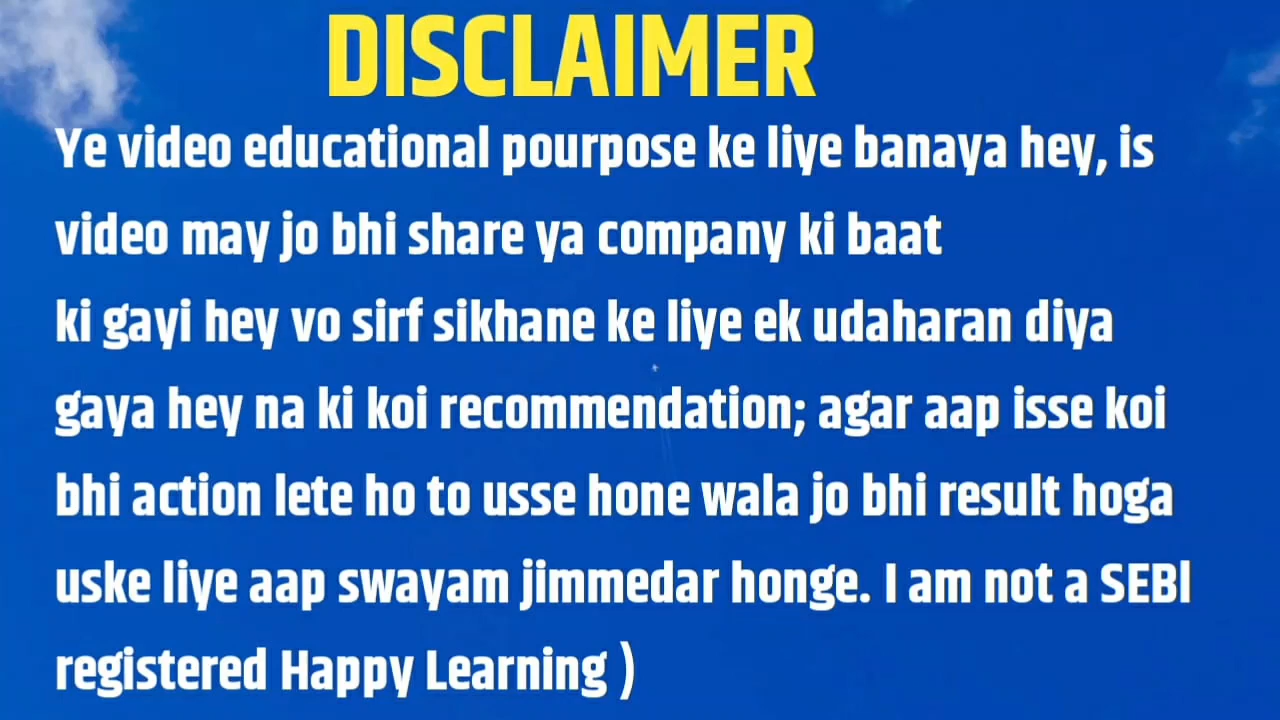 DISCLAIMER
Ye video educational pourpose ke liye banaya hey, is
video may jo bhi share ya company ki baat
ki gayi hey vo sirf sikhane ke liye ek udaharan diya
gaya hey na ki koi recommendation; agar aap isse koi
bhi action lete ho to usse hone wala jo bhi result hoga
uske liye aap swayam jimmedar honge. I am not a SEBl
registered Happy Learning )